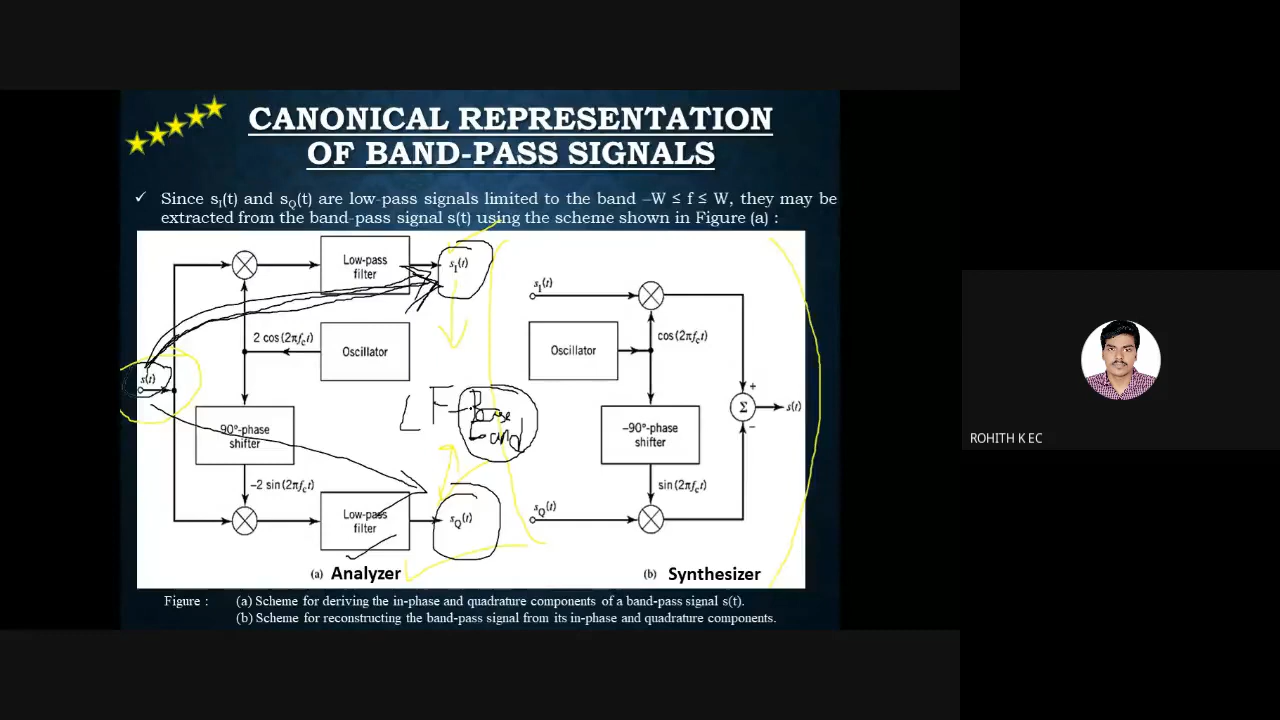 CANONICAL REPRESENTATION
OF BAND-PASS SIGNALS
✓ Since sI(t) and sQ(t) are low-pass signals limited to the band –W ≤ f ≤ W, they may be
extracted from the band-pass signal s(t) using the scheme shown in Figure (a) :
Low-pass
filter
sI(t)
2 cos (2πfct)
Oscillator
s(t)
90°-phase
shifter
–2 sin (2πfct)
Low-pass
filter
sQ(t)
LF – Base
Band
(a) Analyzer
sI(t)
Oscillator
cos (2πfct)
–90°-phase
shifter
sin (2πfct)
sQ(t)
+
Σ
s(t)
–
(b) Synthesizer
Figure : (a) Scheme for deriving the in-phase and quadrature components of a band-pass signal s(t).
(b) Scheme for reconstructing the band-pass signal from its in-phase and quadrature components.
ROHITH K EC